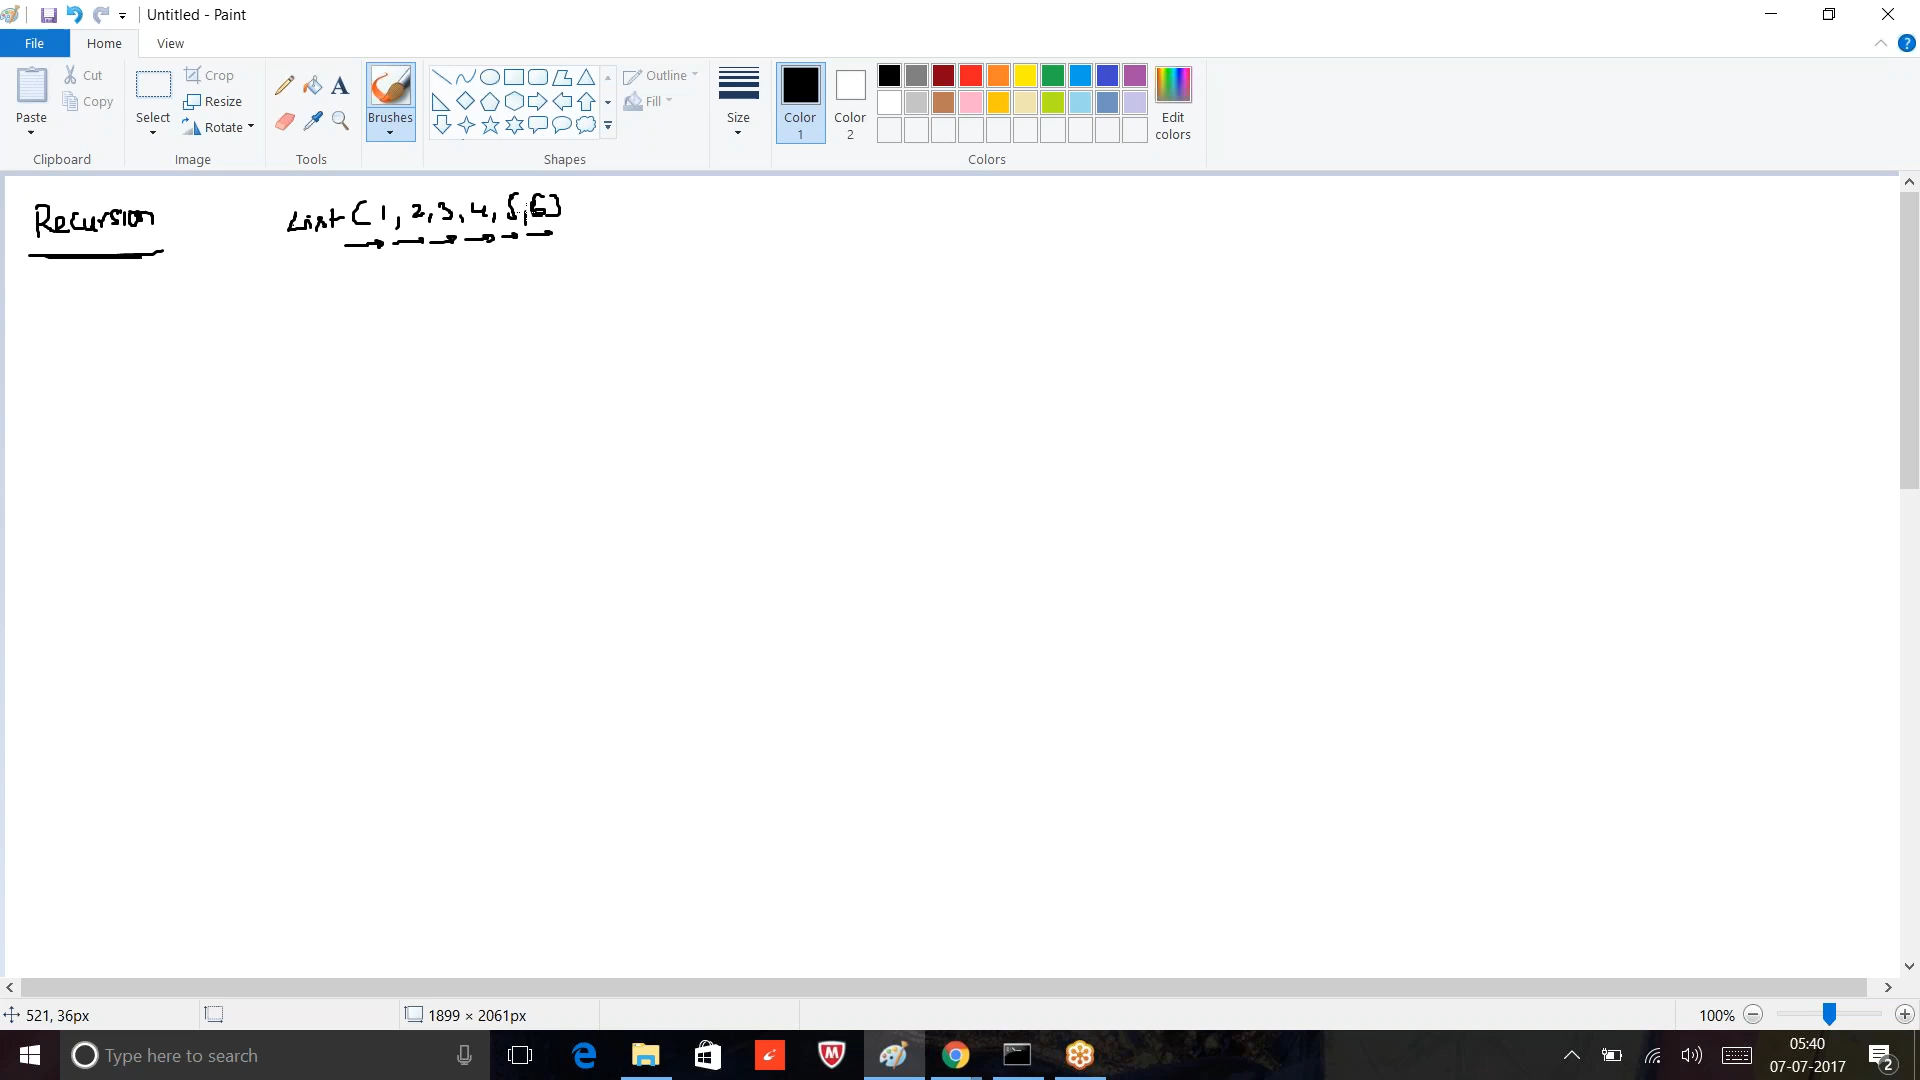 Untitled - Paint
File Home View
Paste
Cut
Copy
Clipboard
Select
Crop
Resize
Rotate
Image
Tools
Brushes
Shapes
Outline
Fill
Size
Color 1
Color 2
Edit colors
Colors
Recursion List (1, 2, 3, 4, 5, 6)
521, 36px 1899 × 2061px 100%
Type here to search
05:40
07-07-2017
2